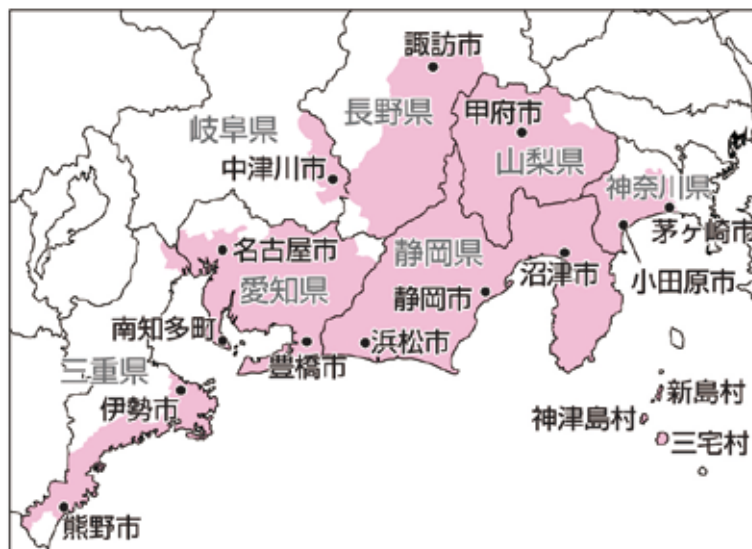 諏訪市
長野県
甲府市
岐阜県
山梨県
中津川市
神奈川県
茅ヶ崎市
名古屋市
静岡県
沼津市
小田原市
愛知県
静岡市
南知多町
豊橋市
浜松市
三重県
伊勢市
新島村
神津島村
三宅村
熊野市